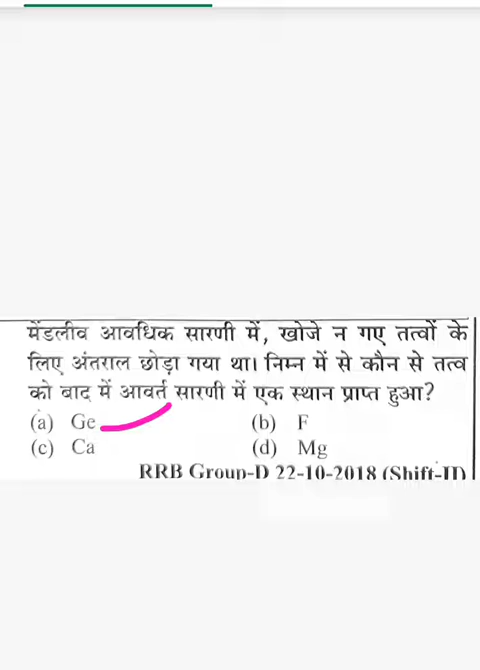 मेंडलीव आवधिक सारणी में, खोजे न गए तत्वों के
लिए अंतराल छोड़ा गया था। निम्न में से कौन से तत्व
को बाद में आवर्त सारणी में एक स्थान प्राप्त हुआ?
(a) Ge (b) F
(c) Ca (d) Mg
RRB Group-D 22-10-2018 (Shift-II)